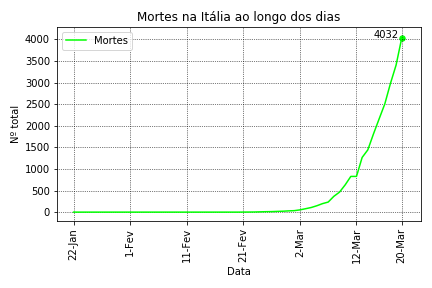 Mortes na Itália ao longo dos dias
Mortes
4032
Nº total
4000
3500
3000
2500
2000
1500
1000
500
0
22-Jan
1-Fev
11-Fev
21-Fev
2-Mar
12-Mar
20-Mar
Data